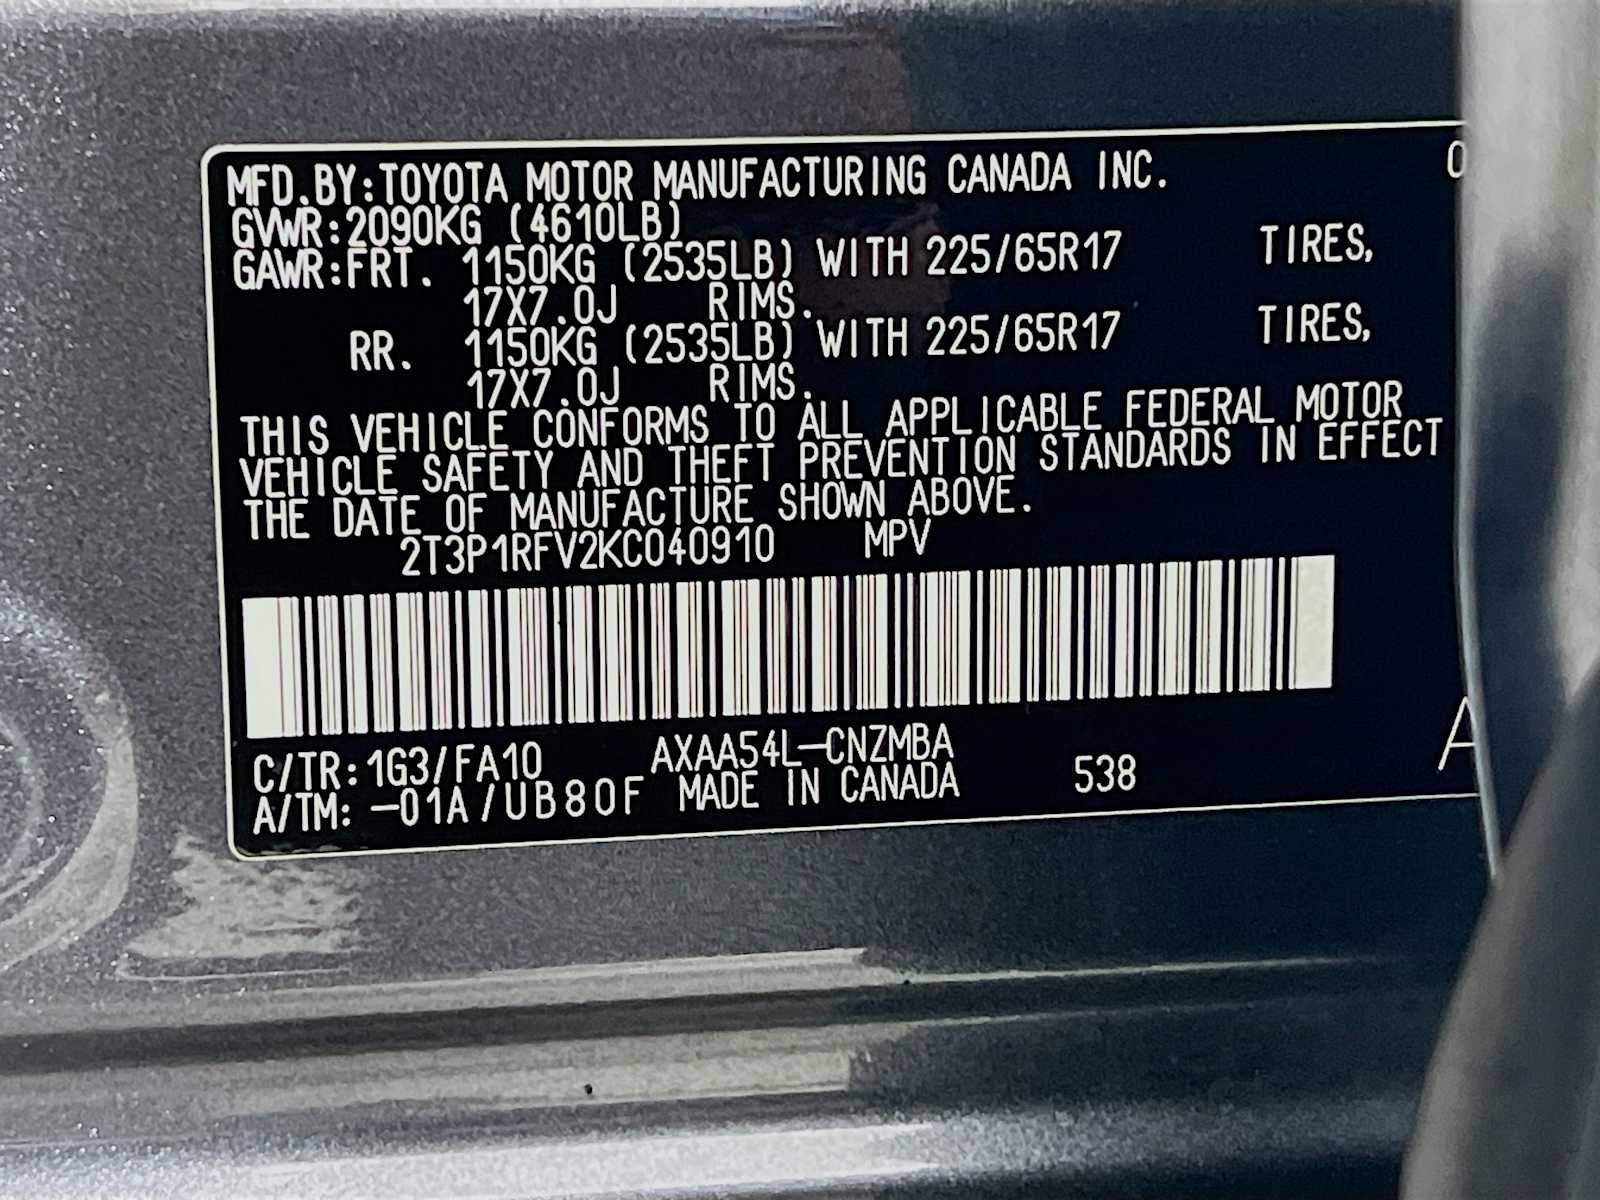 MFD.BY:TOYOTA MOTOR MANUFACTURING CANADA INC.
GVWR:2090KG (4610LB)
GAWR:FRT. 1150KG (2535LB) WITH 225/65R17 TIRES,
17X7.0J RIMS.
RR. 1150KG (2535LB) WITH 225/65R17 TIRES,
17X7.0J RIMS.
THIS VEHICLE CONFORMS TO ALL APPLICABLE FEDERAL MOTOR
VEHICLE SAFETY AND THEFT PREVENTION STANDARDS IN EFFECT
THE DATE OF MANUFACTURE SHOWN ABOVE.
2T3P1RFV2KC040910 MPV
C/TR:1G3/FA10 AXAA54L-CNZMBA
A/TM: -01A/UB80F MADE IN CANADA 538